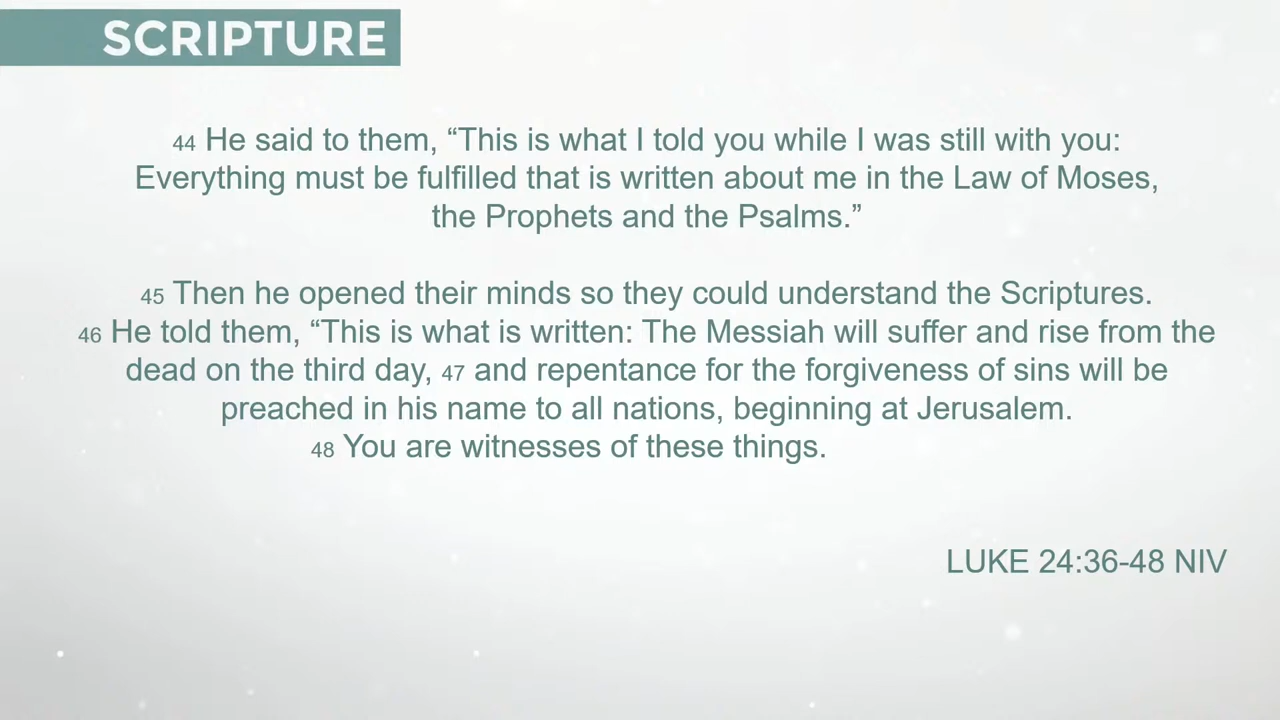 SCRIPTURE
44 He said to them, “This is what I told you while I was still with you:
Everything must be fulfilled that is written about me in the Law of Moses,
the Prophets and the Psalms.”
45 Then he opened their minds so they could understand the Scriptures.
46 He told them, “This is what is written: The Messiah will suffer and rise from the
dead on the third day, 47 and repentance for the forgiveness of sins will be
preached in his name to all nations, beginning at Jerusalem.
48 You are witnesses of these things.
LUKE 24:36-48 NIV